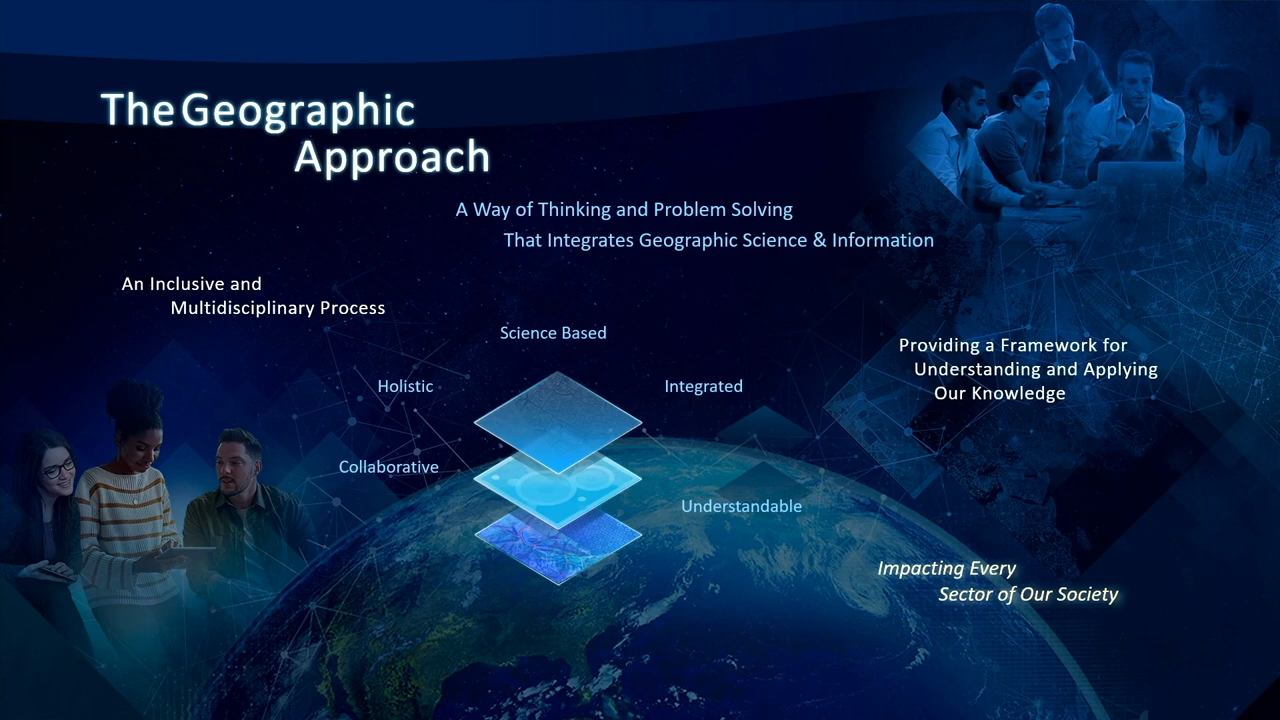 The Geographic
Approach
A Way of Thinking and Problem Solving
That Integrates Geographic Science & Information
An Inclusive and
Multidisciplinary Process
Science Based
Holistic
Integrated
Collaborative
Understandable
Providing a Framework for
Understanding and Applying
Our Knowledge
Impacting Every
Sector of Our Society